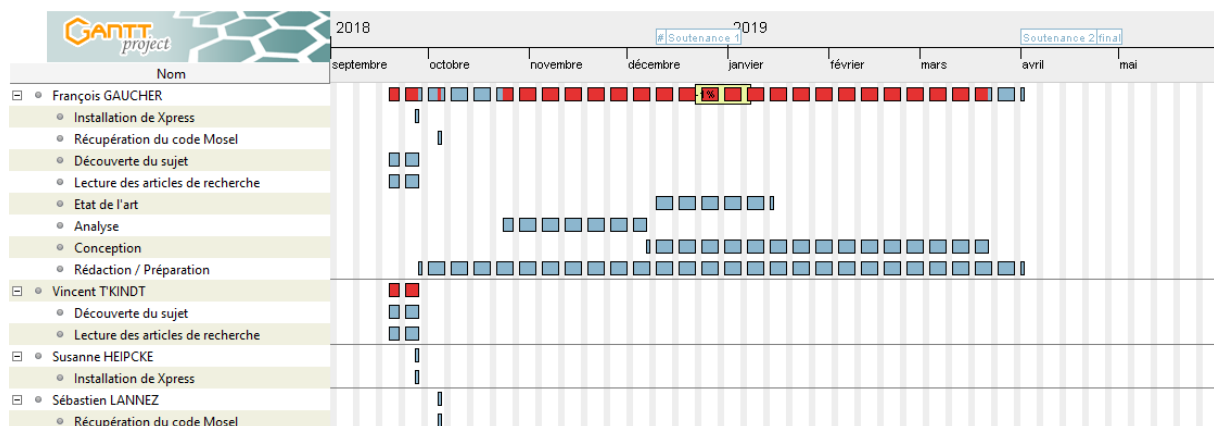 GANTT
project
2018
2019
# Soutenance 1
Soutenance 2 final
septembre octobre novembre décembre janvier février mars avril mai
Nom
François GAUCHER
-1%
Installation de Xpress
Récupération du code Mosel
Découverte du sujet
Lecture des articles de recherche
Etat de l'art
Analyse
Conception
Rédaction / Préparation
Vincent T'KINDT
Découverte du sujet
Lecture des articles de recherche
Susanne HEIPCKE
Installation de Xpress
Sébastien LANNEZ
Récupération du code Mosel